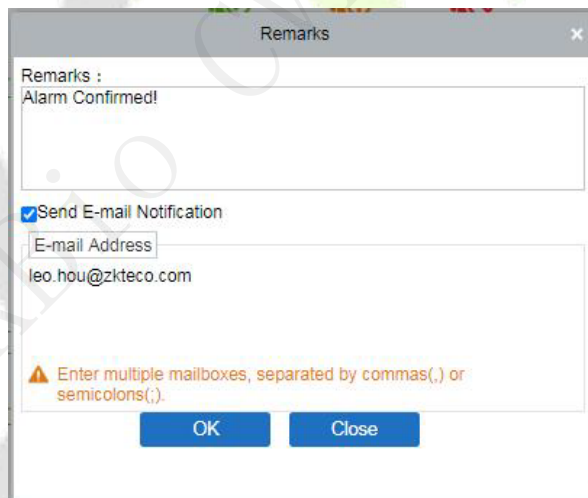 Remarks
×
Remarks :
Alarm Confirmed!
Send E-mail Notification
E-mail Address
leo.hou@zkteco.com
Enter multiple mailboxes, separated by commas(,) or
semicolons(;).
OK Close